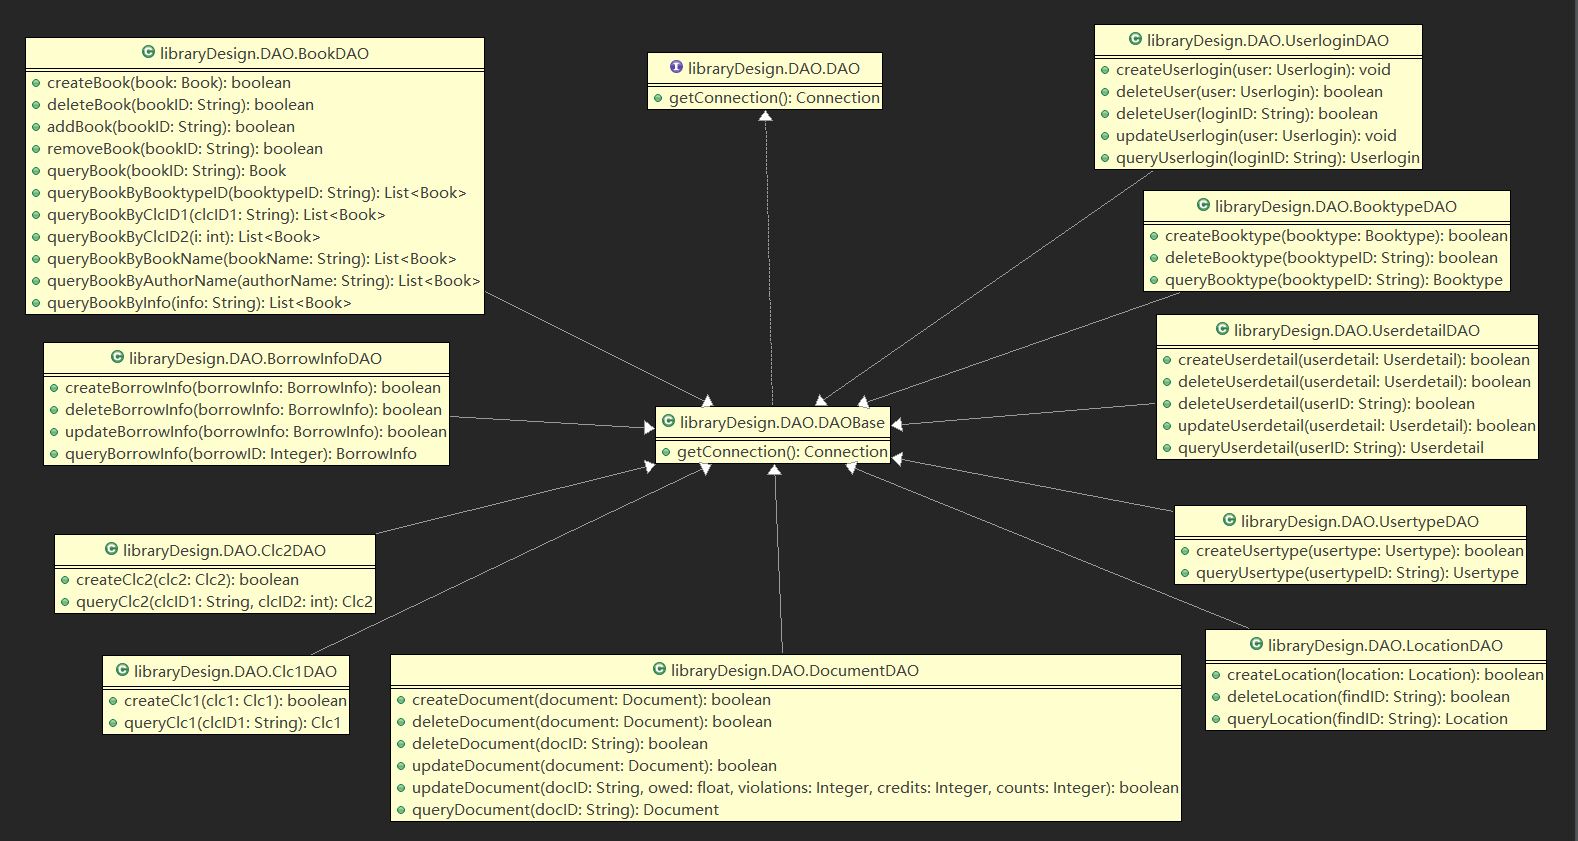 libraryDesign.DAO.BookDAO
createBook(book: Book): boolean
deleteBook(bookID: String): boolean
addBook(bookID: String): boolean
removeBook(bookID: String): boolean
queryBook(bookID: String): Book
queryBookByBooktypeID(booktypeID: String): List<Book>
queryBookByClcID1(clcID1: String): List<Book>
queryBookByClcID2(i: int): List<Book>
queryBookByBookName(bookName: String): List<Book>
queryBookByAuthorName(authorName: String): List<Book>
queryBookByInfo(info: String): List<Book>
libraryDesign.DAO.DAO
getConnection(): Connection
libraryDesign.DAO.UserloginDAO
createUserlogin(user: Userlogin): void
deleteUser(user: Userlogin): boolean
deleteUser(loginID: String): boolean
updateUserlogin(user: Userlogin): void
queryUserlogin(loginID: String): Userlogin
libraryDesign.DAO.BooktypeDAO
createBooktype(booktype: Booktype): boolean
deleteBooktype(booktypeID: String): boolean
queryBooktype(booktypeID: String): Booktype
libraryDesign.DAO.UserdetailDAO
createUserdetail(userdetail: Userdetail): boolean
deleteUserdetail(userdetail: Userdetail): boolean
deleteUserdetail(userID: String): boolean
updateUserdetail(userdetail: Userdetail): boolean
queryUserdetail(userID: String): Userdetail
libraryDesign.DAO.BorrowInfoDAO
createBorrowInfo(borrowInfo: BorrowInfo): boolean
deleteBorrowInfo(borrowInfo: BorrowInfo): boolean
updateBorrowInfo(borrowInfo: BorrowInfo): boolean
queryBorrowInfo(borrowID: Integer): BorrowInfo
libraryDesign.DAO.DAOBase
getConnection(): Connection
libraryDesign.DAO.UsertypeDAO
createUsertype(usertype: Usertype): boolean
queryUsertype(usertypeID: String): Usertype
libraryDesign.DAO.Clc2DAO
createClc2(clc2: Clc2): boolean
queryClc2(clcID1: String, clcID2: int): Clc2
libraryDesign.DAO.Clc1DAO
createClc1(clc1: Clc1): boolean
queryClc1(clcID1: String): Clc1
libraryDesign.DAO.DocumentDAO
createDocument(document: Document): boolean
deleteDocument(document: Document): boolean
deleteDocument(docID: String): boolean
updateDocument(document: Document): boolean
updateDocument(docID: String, owed: float, violations: Integer, credits: Integer, counts: Integer): boolean
queryDocument(docID: String): Document
libraryDesign.DAO.LocationDAO
createLocation(location: Location): boolean
deleteLocation(findID: String): boolean
queryLocation(findID: String): Location